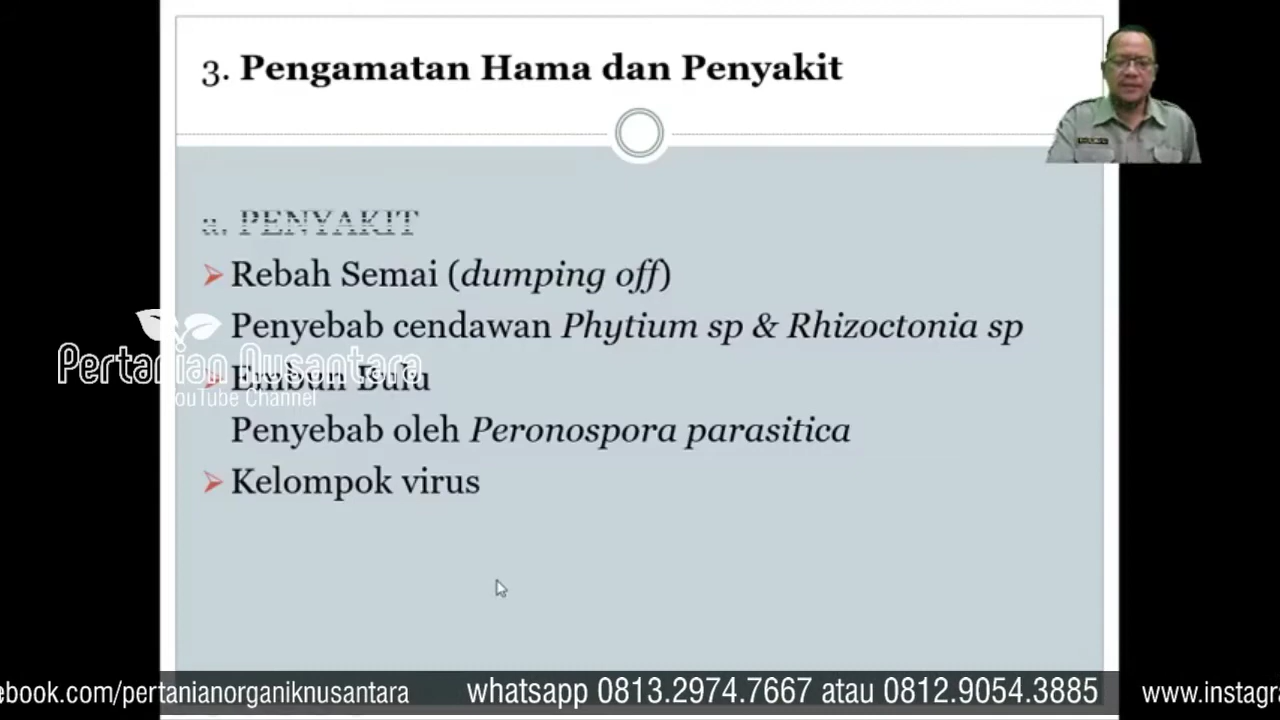 3. Pengamatan Hama dan Penyakit
a. PENYAKIT
Rebah Semai (dumping off)
Penyebab cendawan Phytium sp & Rhizoctonia sp
Pertanian Nusantara
Embun Bulu
YouTube Channel
Penyebab oleh Peronospora parasitica
Kelompok virus
ebook.com/pertanianorganiknusantara whatsapp 0813.2974.7667 atau 0812.9054.3885 www.instagra